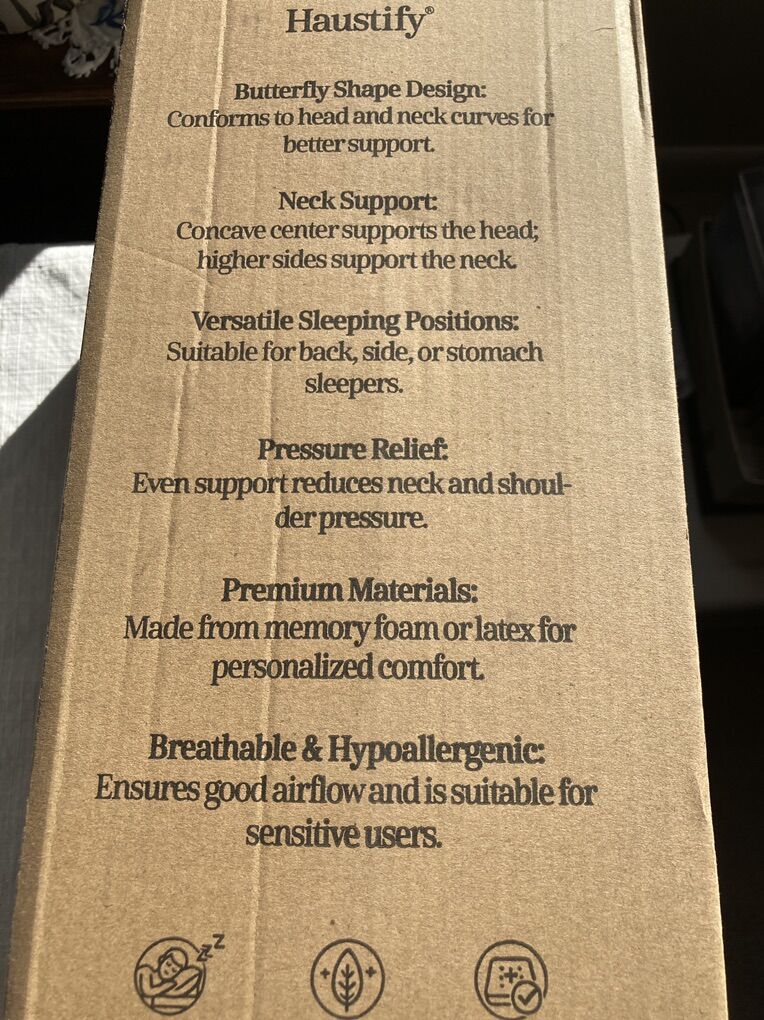 Haustify®
Butterfly Shape Design:
Conforms to head and neck curves for
better support.
Neck Support:
Concave center supports the head;
higher sides support the neck.
Versatile Sleeping Positions:
Suitable for back, side, or stomach
sleepers.
Pressure Relief:
Even support reduces neck and shoul-
der pressure.
Premium Materials:
Made from memory foam or latex for
personalized comfort.
Breathable & Hypoallergenic:
Ensures good airflow and is suitable for
sensitive users.
zzZ